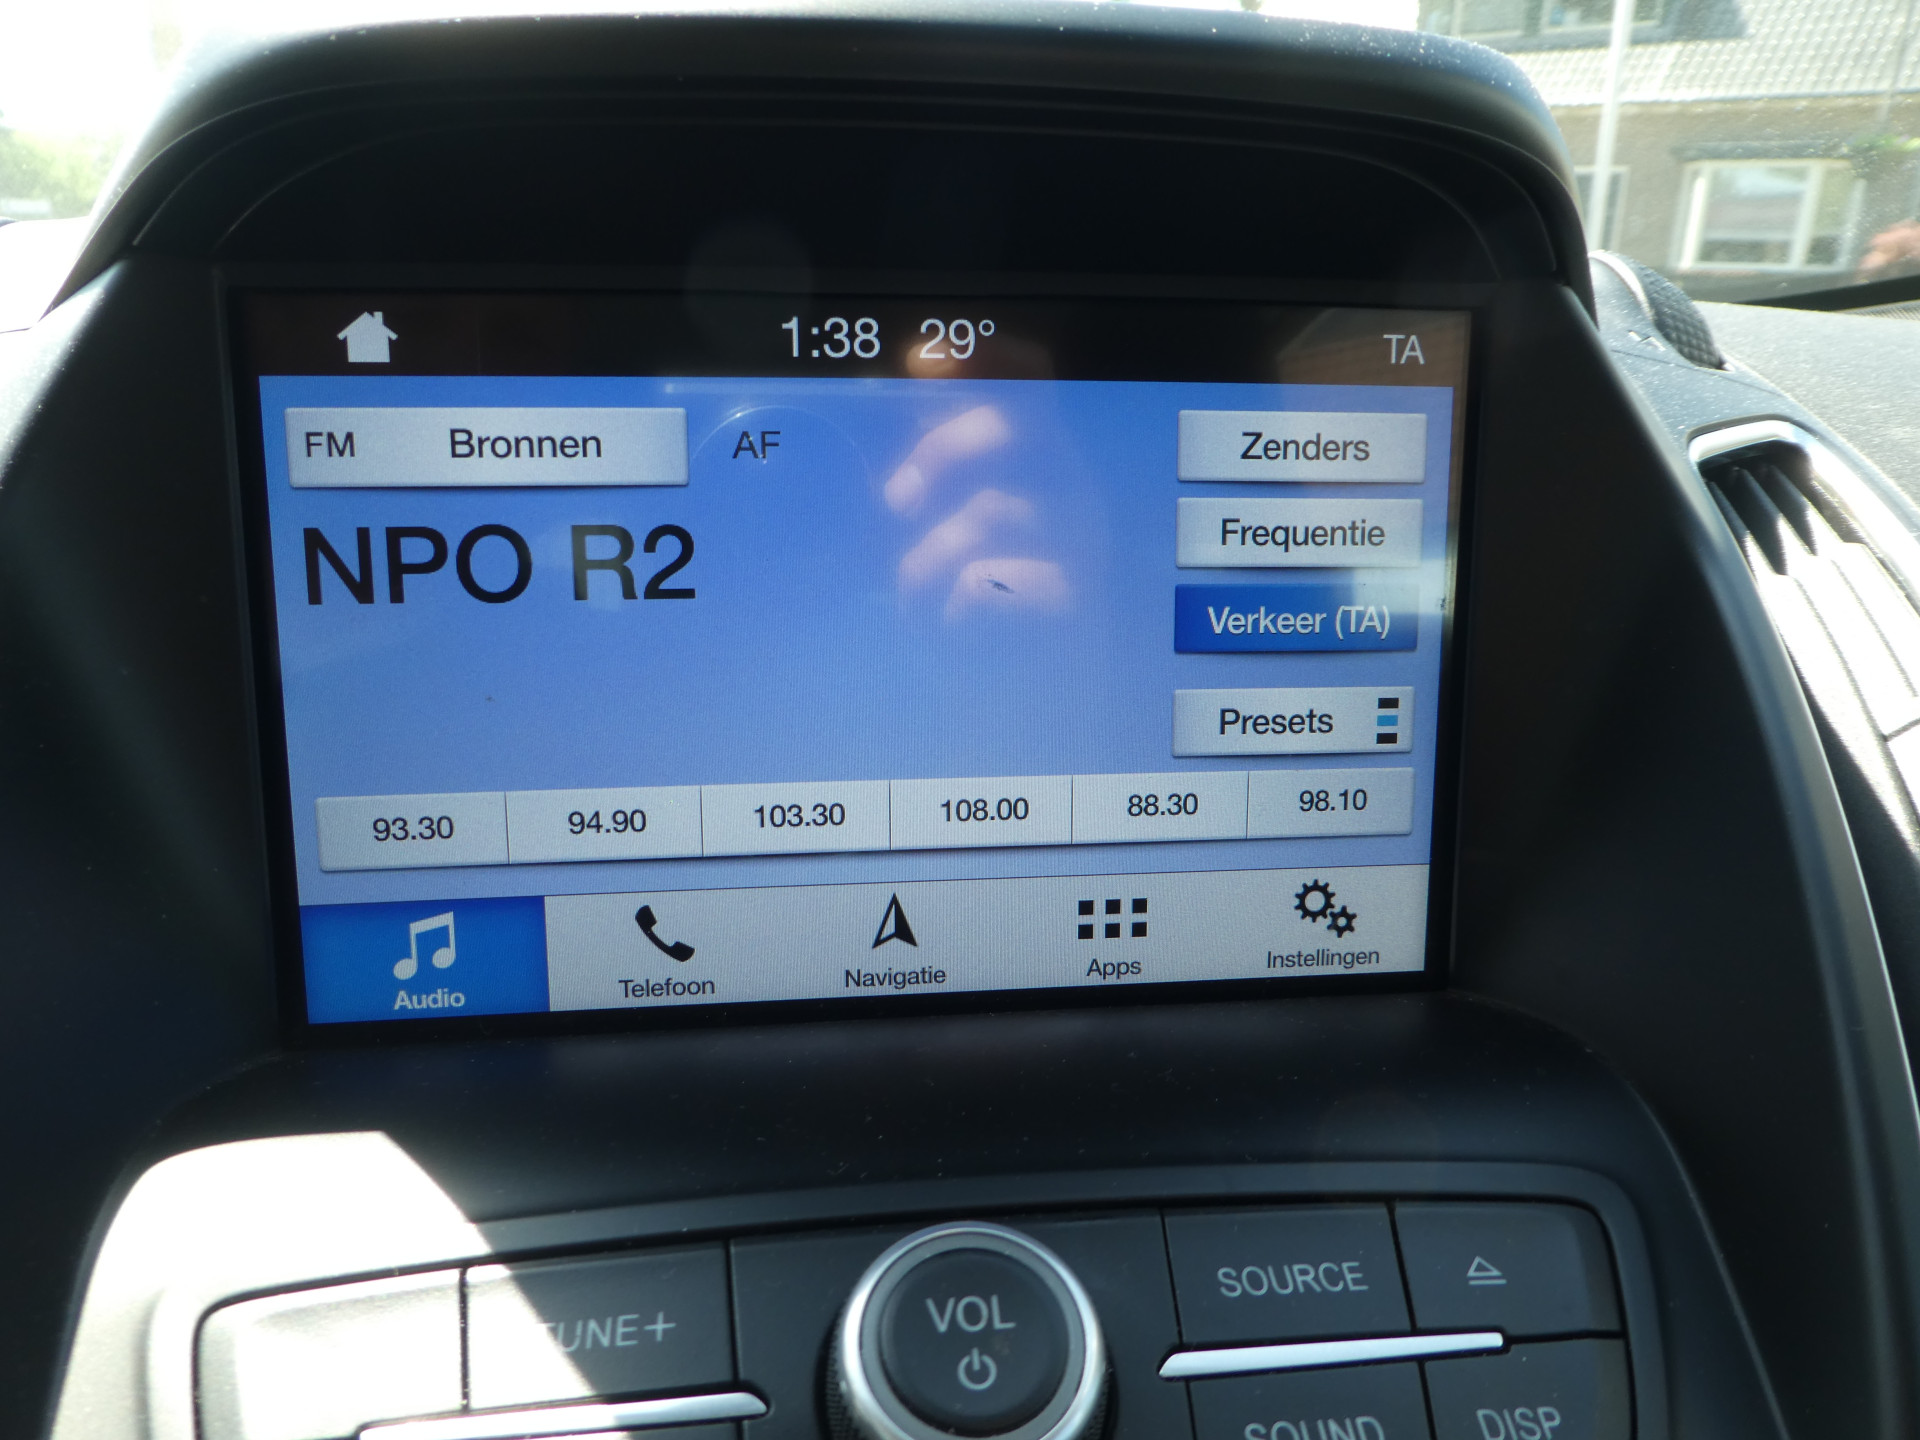 1:38 29° TA
FM Bronnen AF
Zenders
NPO R2
Frequentie
Verkeer (TA)
Presets
93.30 94.90 103.30 108.00 88.30 98.10
Audio Telefoon Navigatie Apps Instellingen
TUNE+ VOL SOURCE
SOUND DISP